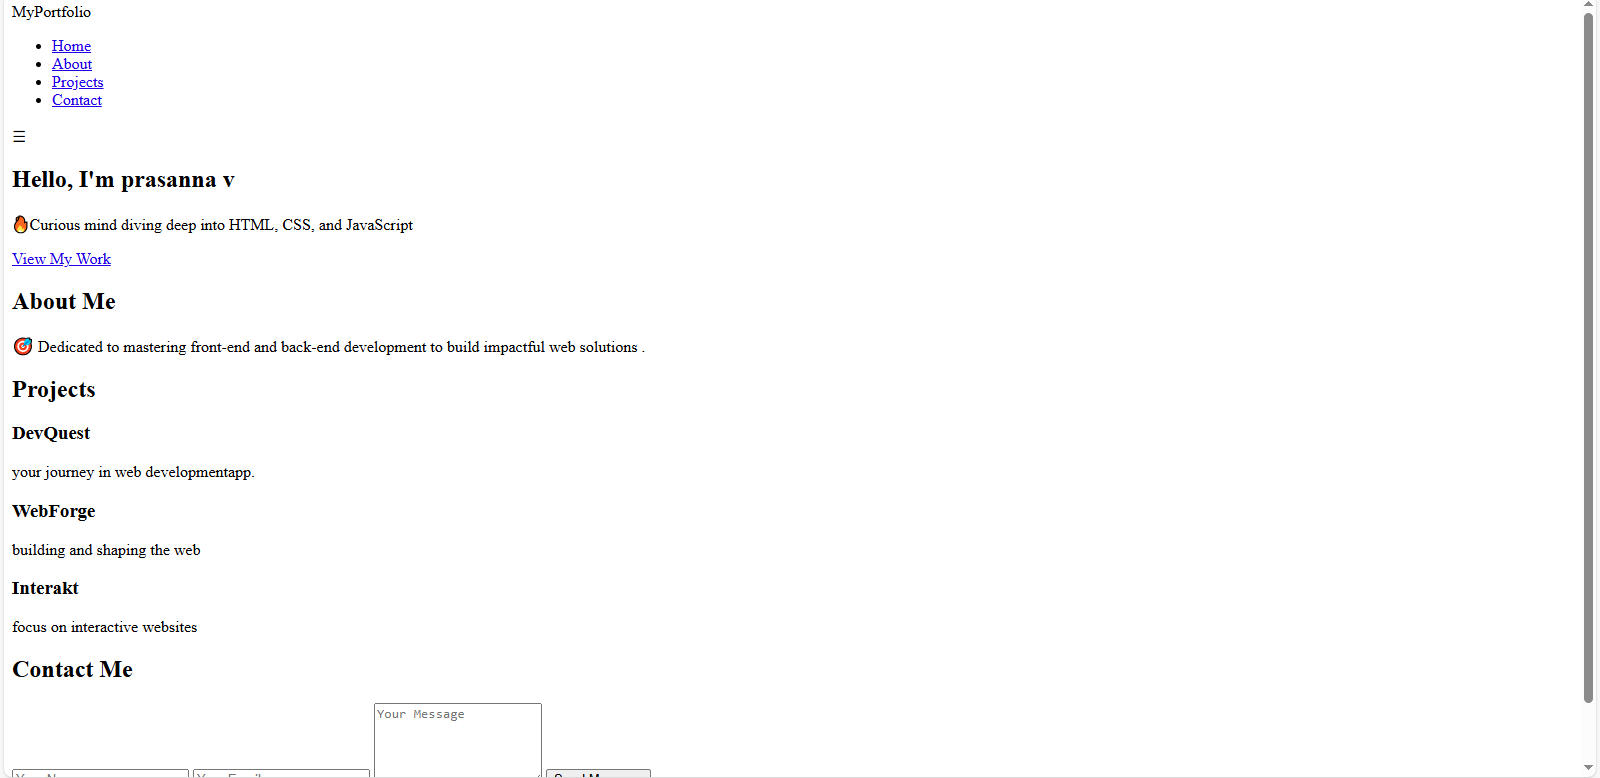 MyPortfolio
Home
About
Projects
Contact
☰
Hello, I'm prasanna v
🔥Curious mind diving deep into HTML, CSS, and JavaScript
View My Work
About Me
🎯 Dedicated to mastering front-end and back-end development to build impactful web solutions .
Projects
DevQuest
your journey in web developmentapp.
WebForge
building and shaping the web
Interakt
focus on interactive websites
Contact Me
Your Message